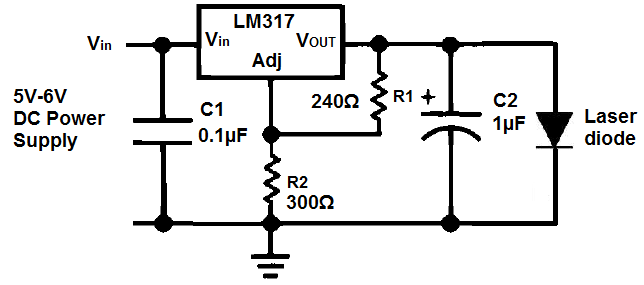 LM317
Vin
Vin
VOUT
Adj
5V-6V
DC Power
Supply
C1
0.1µF
240Ω
R1
+
C2
1µF
Laser
diode
R2
300Ω